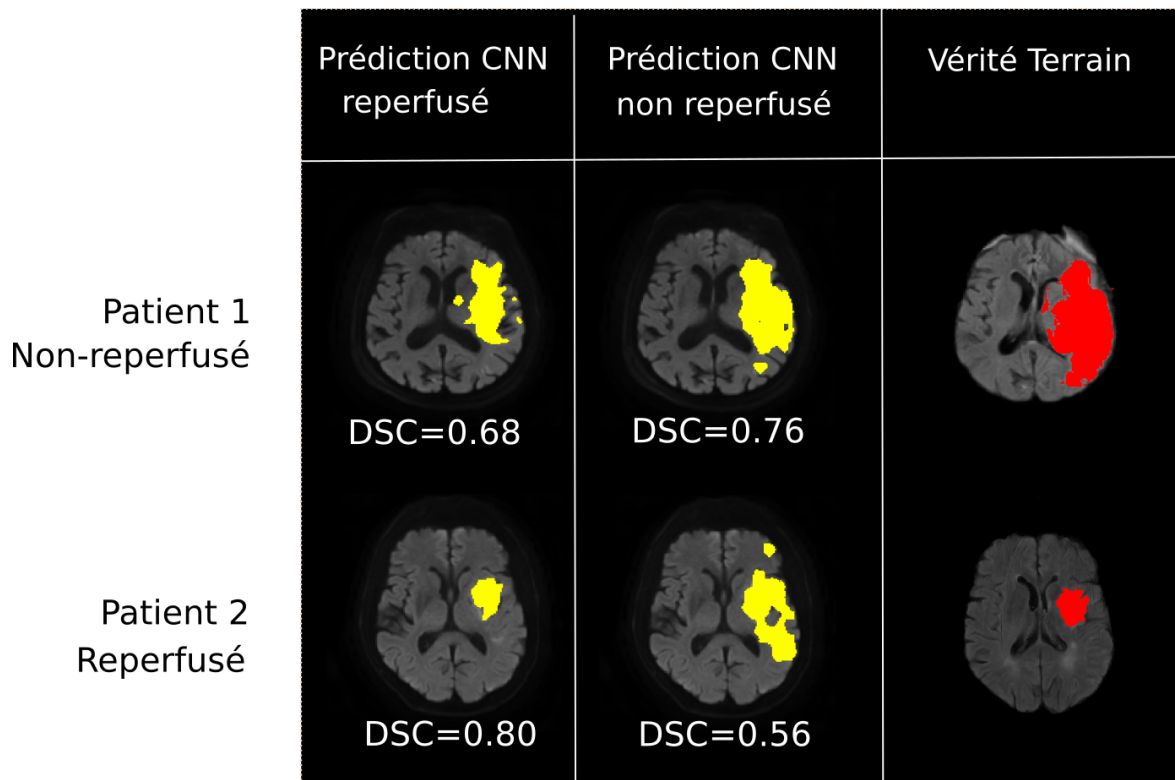 Prédiction CNN
reperfusé
Prédiction CNN
non reperfusé
Vérité Terrain
Patient 1
Non-reperfusé
DSC=0.68
DSC=0.76
Patient 2
Reperfusé
DSC=0.80
DSC=0.56